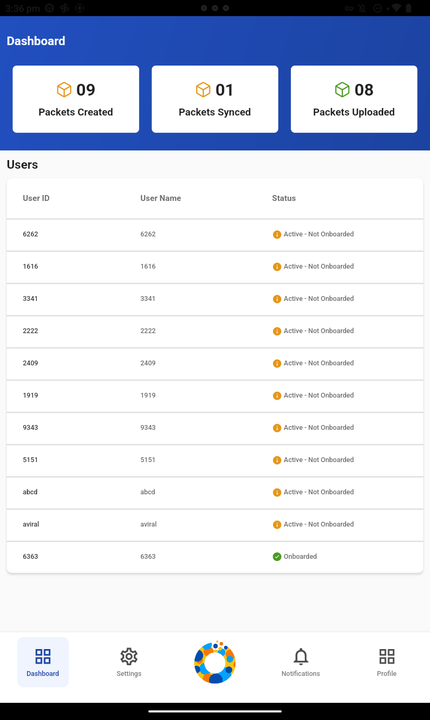 3:36 pm
Dashboard
09 01 08
Packets Created Packets Synced Packets Uploaded
Users
User ID User Name Status
6262 6262 Active - Not Onboarded
1616 1616 Active - Not Onboarded
3341 3341 Active - Not Onboarded
2222 2222 Active - Not Onboarded
2409 2409 Active - Not Onboarded
1919 1919 Active - Not Onboarded
9343 9343 Active - Not Onboarded
5151 5151 Active - Not Onboarded
abcd abcd Active - Not Onboarded
aviral aviral Active - Not Onboarded
6363 6363 Onboarded
Dashboard Settings Notifications Profile